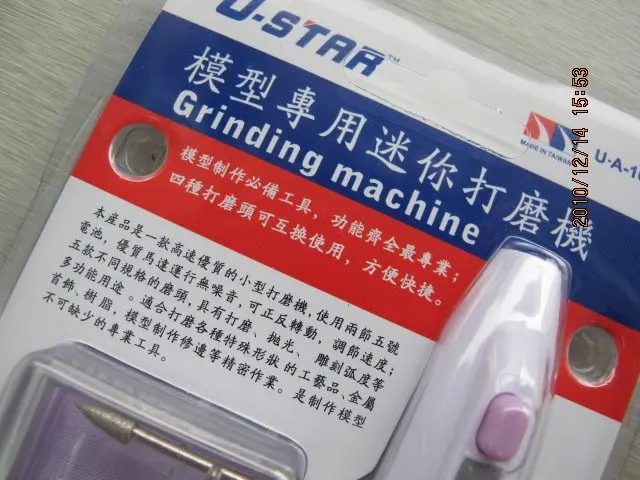 U-STAR™
模型專用迷你打磨機
Grinding machine
MADE IN TAIWAN
U-A-10
模型制作必備工具，功能齊全最專業；
四種打磨頭可互換使用，方便快捷。
本産品是一款高速優質的小型打磨機，使用兩節五號
電池，優質馬達運行無噪音，可正反轉動，調節速度；
五款不同規格的磨頭，具有打磨、抛光、雕刻弧度等
多功能用途。適合打磨各種特殊形狀的工藝品、金屬
首飾、樹脂，模型制作修邊等精密作業。是制作模型
不可缺少的專業工具。
2010/12/14 15:53